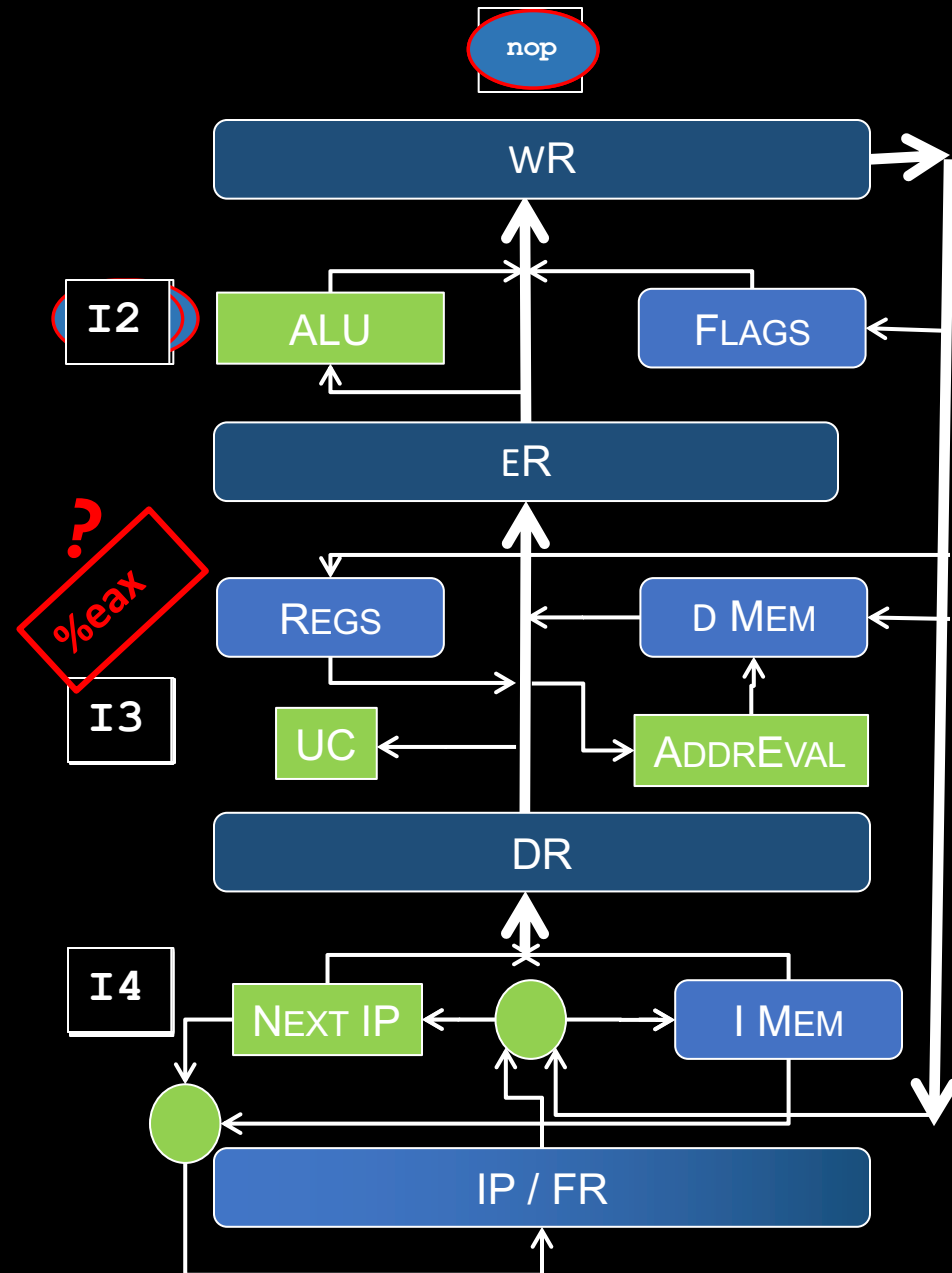 nop
WR
I2
ALU
FLAGS
ER
?
%eax
REGS
D MEM
I3
UC
ADDREVAL
DR
I4
NEXT IP
I MEM
IP / FR